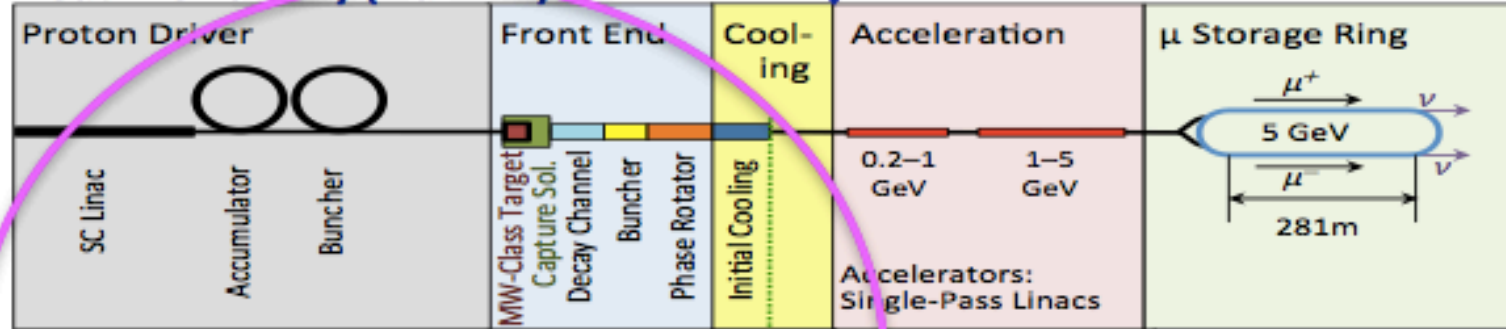 Proton Driver
SC Linac
Accumulator
Buncher
Front End
MW-Class Target
Capture Sol.
Decay Channel
Buncher
Phase Rotator
Cool-
ing
Initial Cooling
Acceleration
0.2–1
GeV
1–5
GeV
Accelerators:
Single-Pass Linacs
μ Storage Ring
μ+
ν
5 GeV
μ−
ν
281m